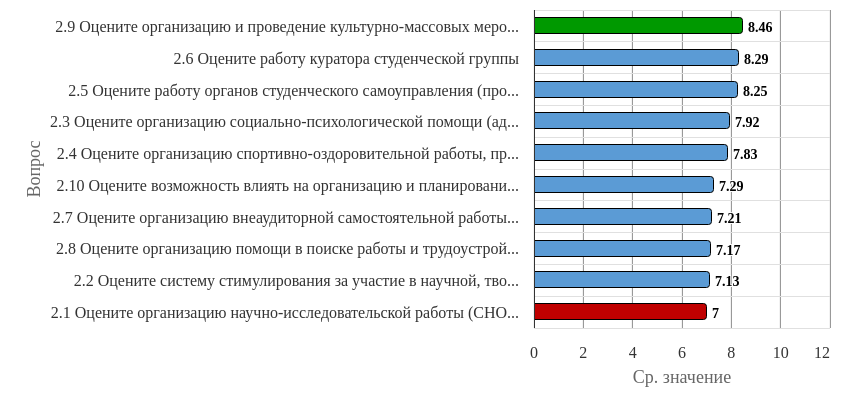 2.9 Оцените организацию и проведение культурно-массовых меро... 8.46
2.6 Оцените работу куратора студенческой группы 8.29
2.5 Оцените работу органов студенческого самоуправления (про... 8.25
2.3 Оцените организацию социально-психологической помощи (ад... 7.92
2.4 Оцените организацию спортивно-оздоровительной работы, пр... 7.83
2.10 Оцените возможность влиять на организацию и планировани... 7.29
2.7 Оцените организацию внеаудиторной самостоятельной работы... 7.21
2.8 Оцените организацию помощи в поиске работы и трудоустрой... 7.17
2.2 Оцените систему стимулирования за участие в научной, тво... 7.13
2.1 Оцените организацию научно-исследовательской работы (СНО... 7
Вопрос
0 2 4 6 8 10 12
Ср. значение